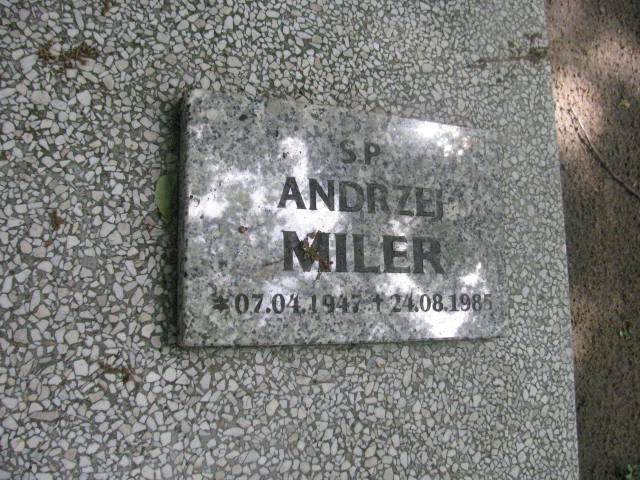 S.P.
ANDRZEJ
MILER
* 07.04.1947 † 24.08.1985